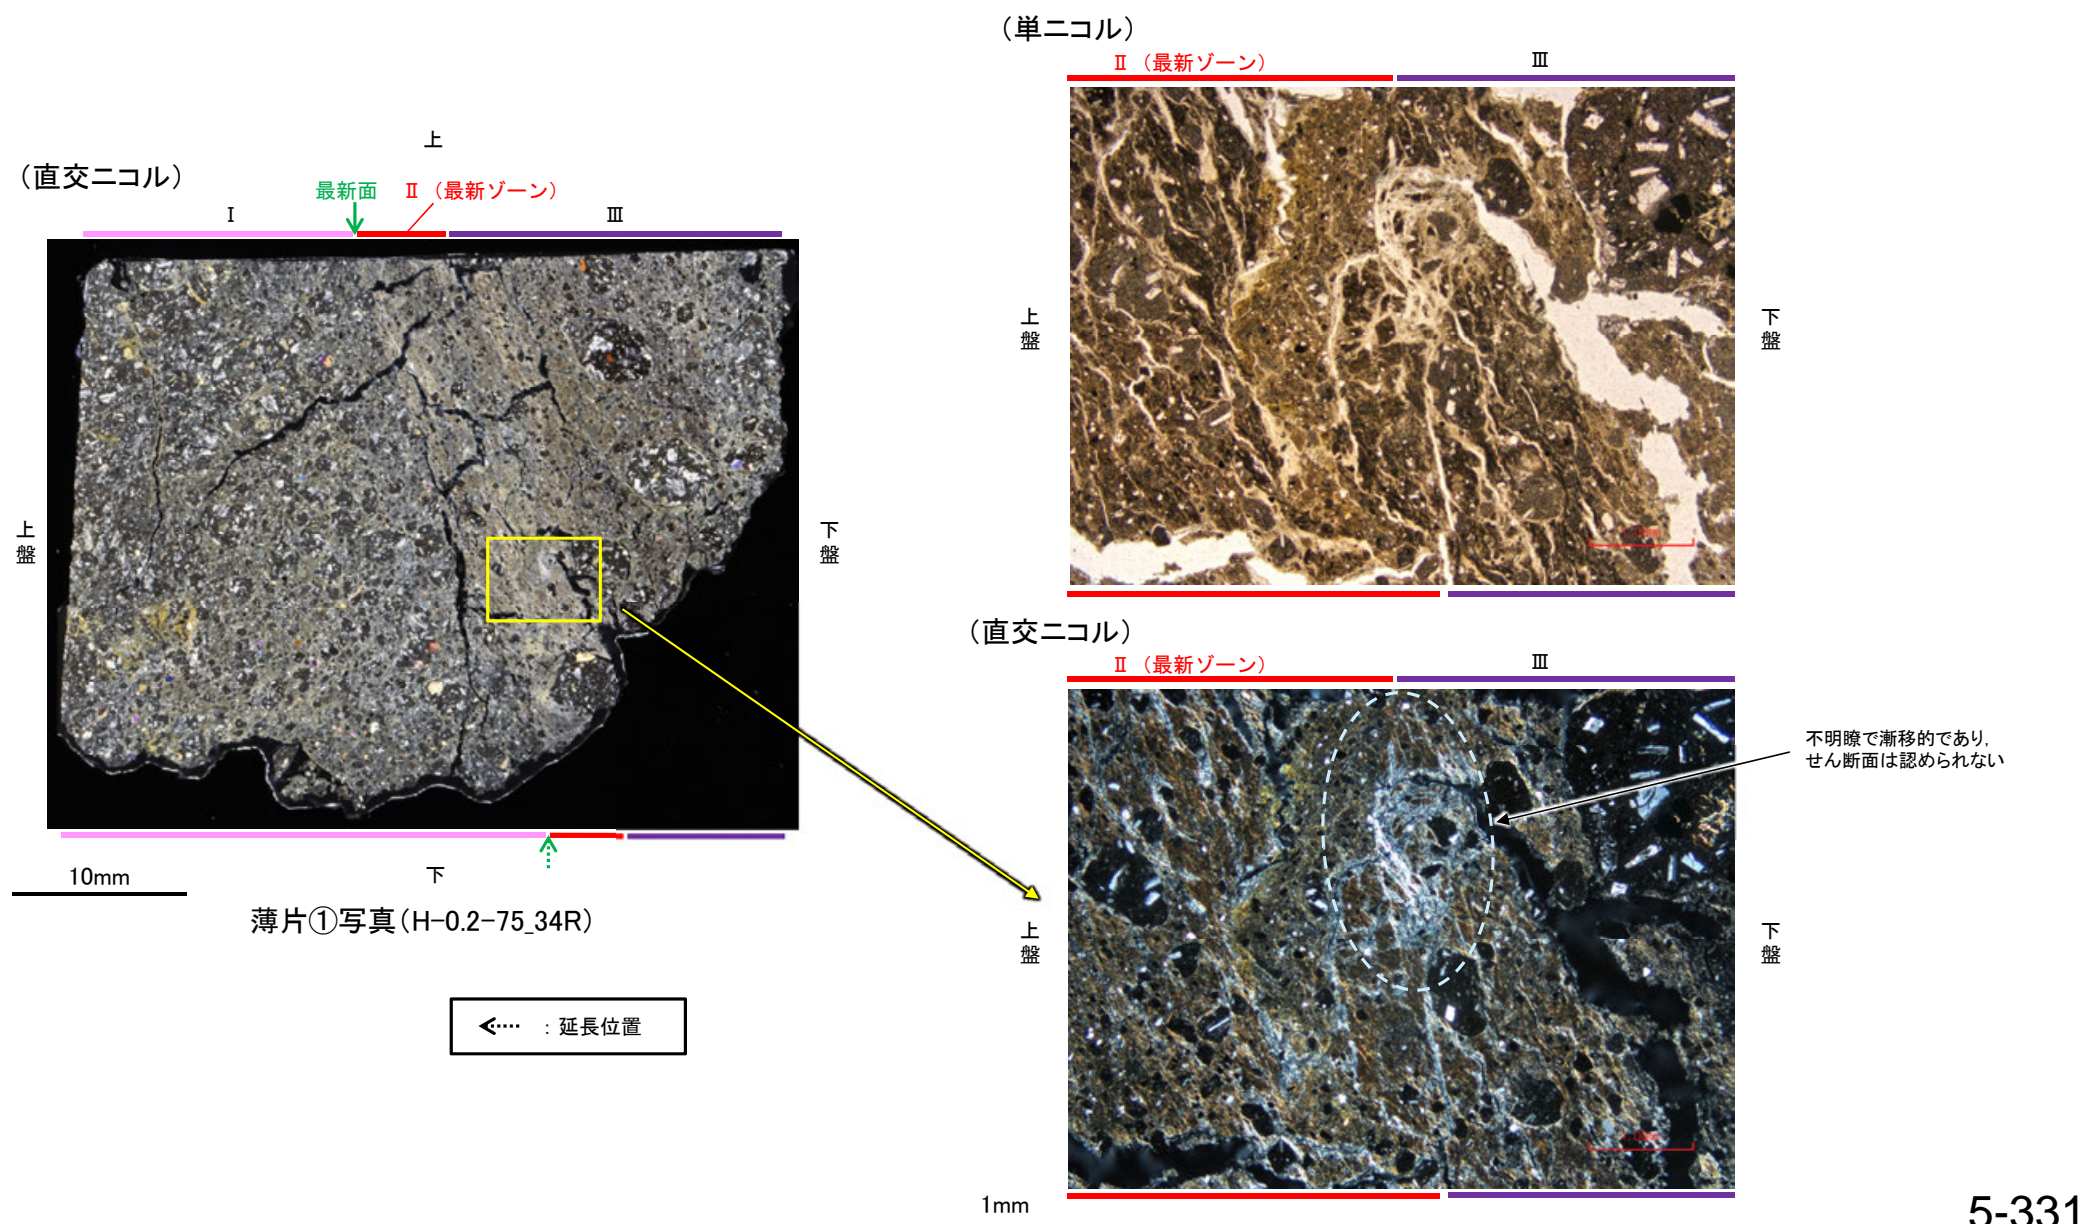 （単ニコル）
Ⅱ（最新ゾーン）
Ⅲ
上
（直交ニコル）
最新面
Ⅱ（最新ゾーン）
Ⅰ
Ⅲ
上盤
下盤
上盤
下盤
（直交ニコル）
Ⅱ（最新ゾーン）
Ⅲ
不明瞭で漸移的であり,
せん断面は認められない
下
10mm
薄片①写真（H-0.2-75_34R）
上盤
下盤
：延長位置
1mm
5-331